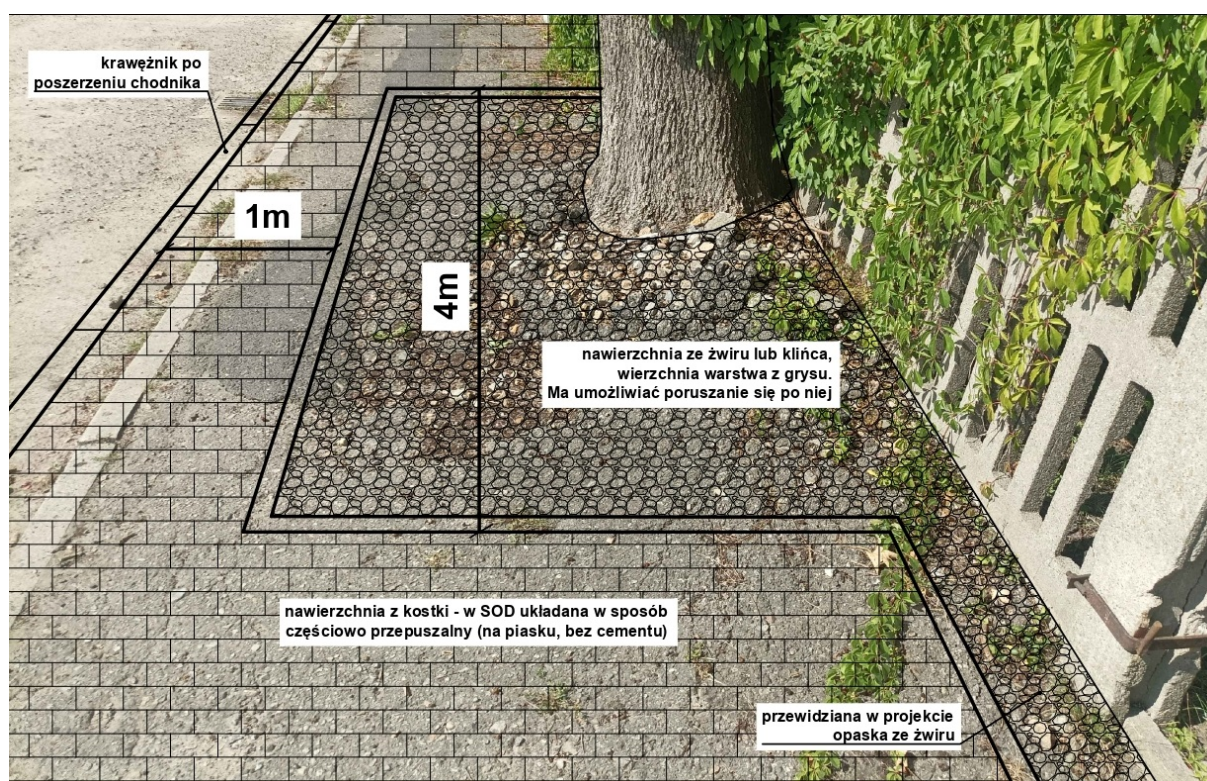 krawężnik po
poszerzeniu chodnika
1m
4m
nawierzchnia ze żwiru lub klińca,
wierzchnia warstwa z grysu.
Ma umożliwiać poruszanie się po niej
nawierzchnia z kostki - w SOD układana w sposób
częściowo przepuszalny (na piasku, bez cementu)
przewidziana w projekcie
opaska ze żwiru